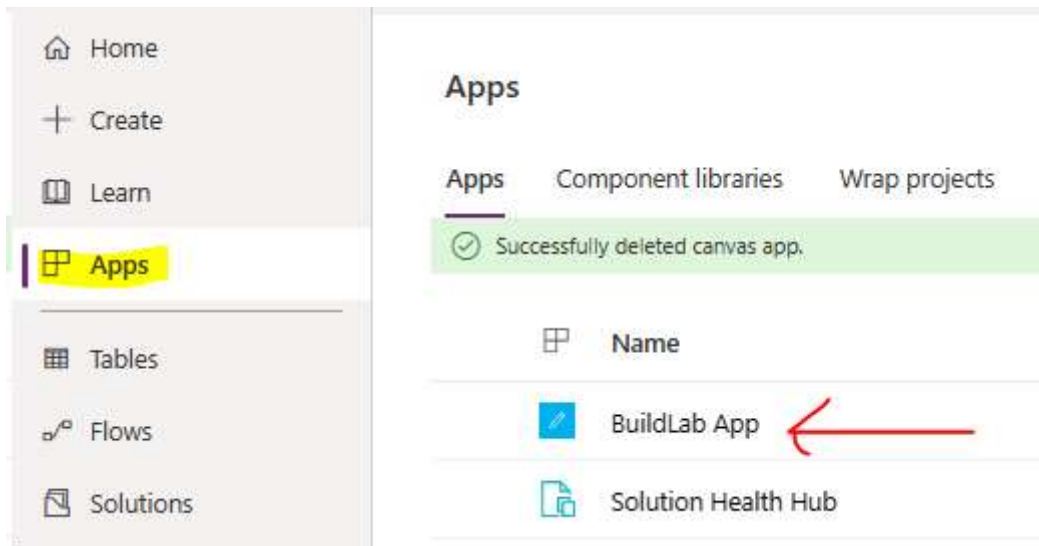 Home
Create
Learn
Apps
Tables
Flows
Solutions
Apps
Apps Component libraries Wrap projects
Successfully deleted canvas app.
Name
BuildLab App
Solution Health Hub